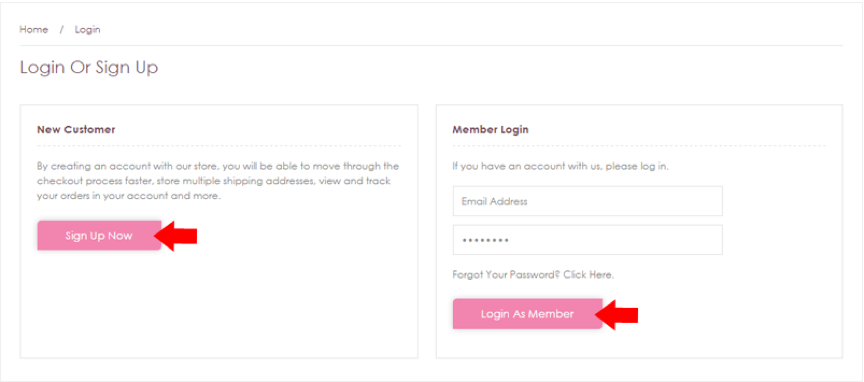 Home / Login
Login Or Sign Up
New Customer
By creating an account with our store, you will be able to move through the
checkout process faster, store multiple shipping addresses, view and track
your orders in your account and more.
Sign Up Now
Member Login
If you have an account with us, please log in.
Email Address
••••••••
Forgot Your Password? Click Here.
Login As Member